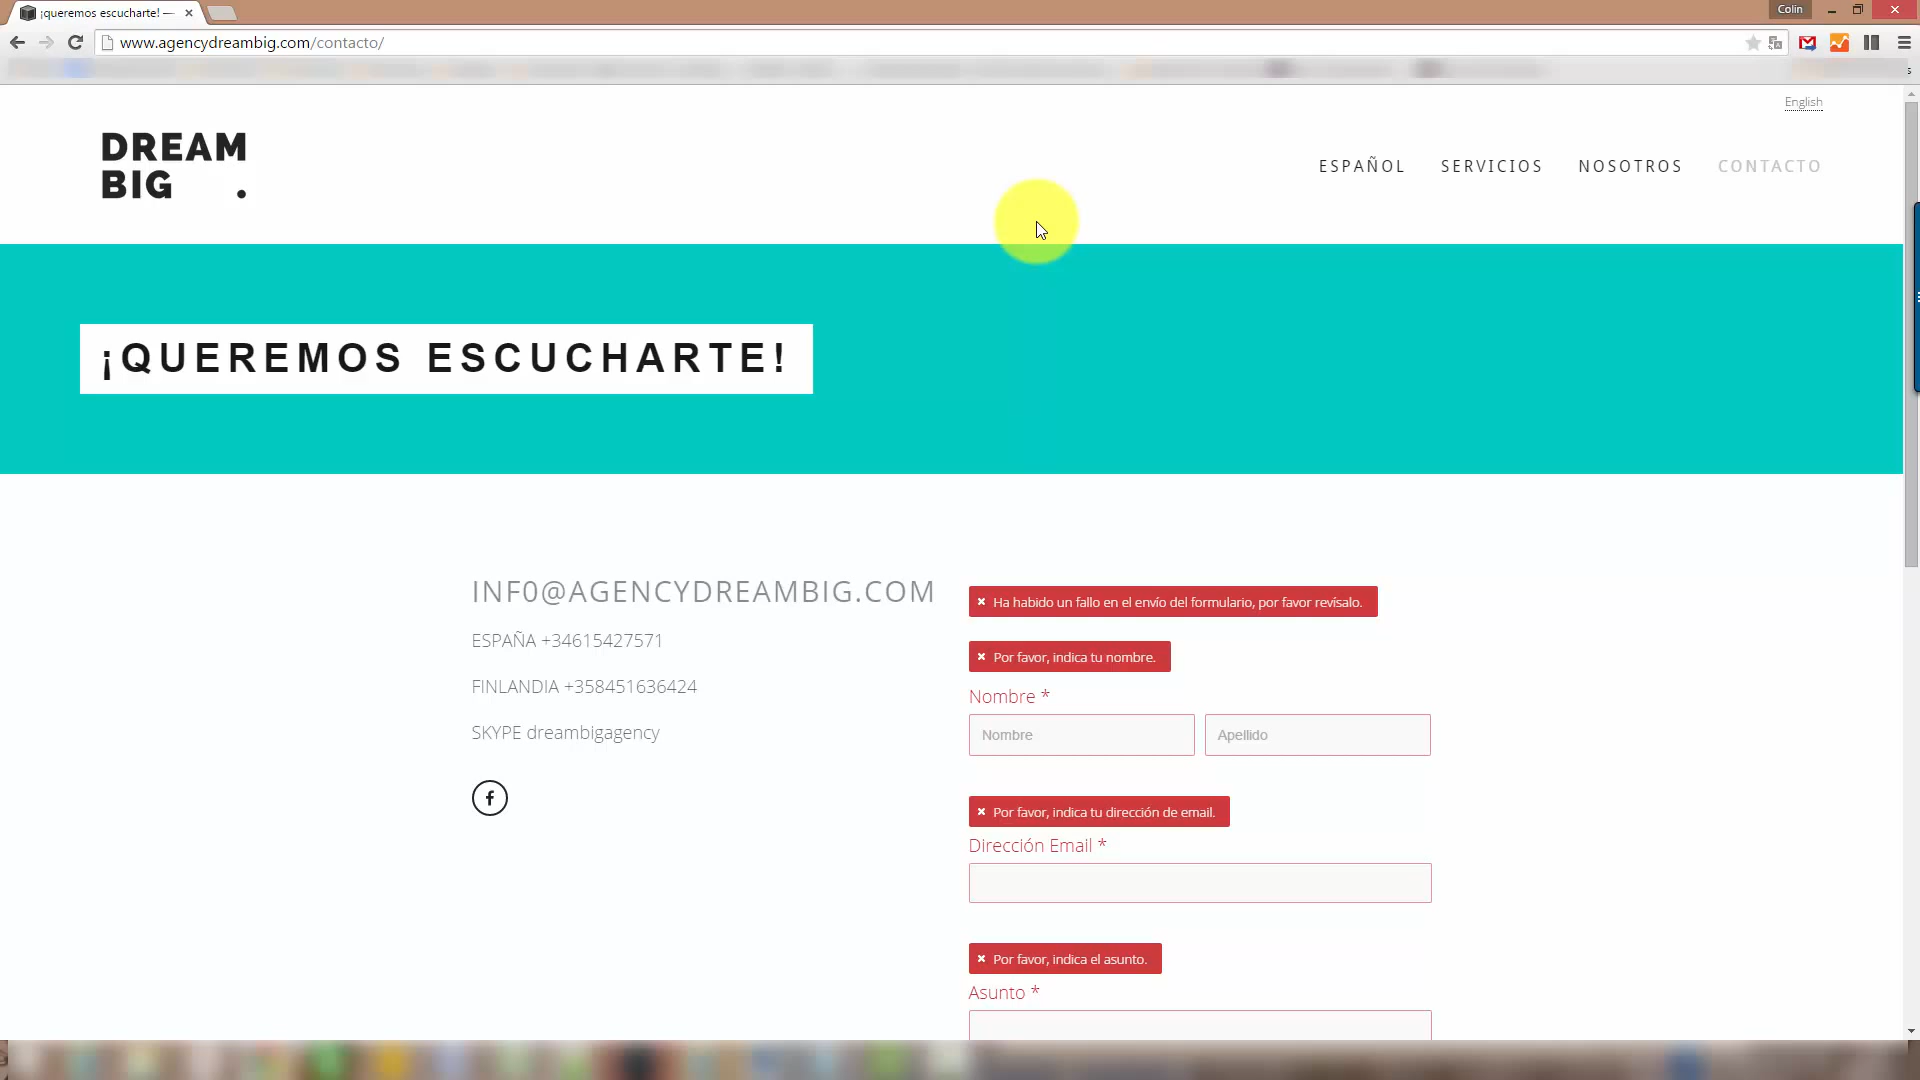 ¡queremos escucharte! —
Colin
www.agencydreambig.com/contacto/
English
DREAM
BIG .
ESPAÑOL SERVICIOS NOSOTROS CONTACTO
¡QUEREMOS ESCUCHARTE!
INF0@AGENCYDREAMBIG.COM
ESPAÑA +34615427571
FINLANDIA +358451636424
SKYPE dreambigagency
Ha habido un fallo en el envío del formulario, por favor revísalo.
Por favor, indica tu nombre.
Nombre *
Nombre Apellido
Por favor, indica tu dirección de email.
Dirección Email *
Por favor, indica el asunto.
Asunto *